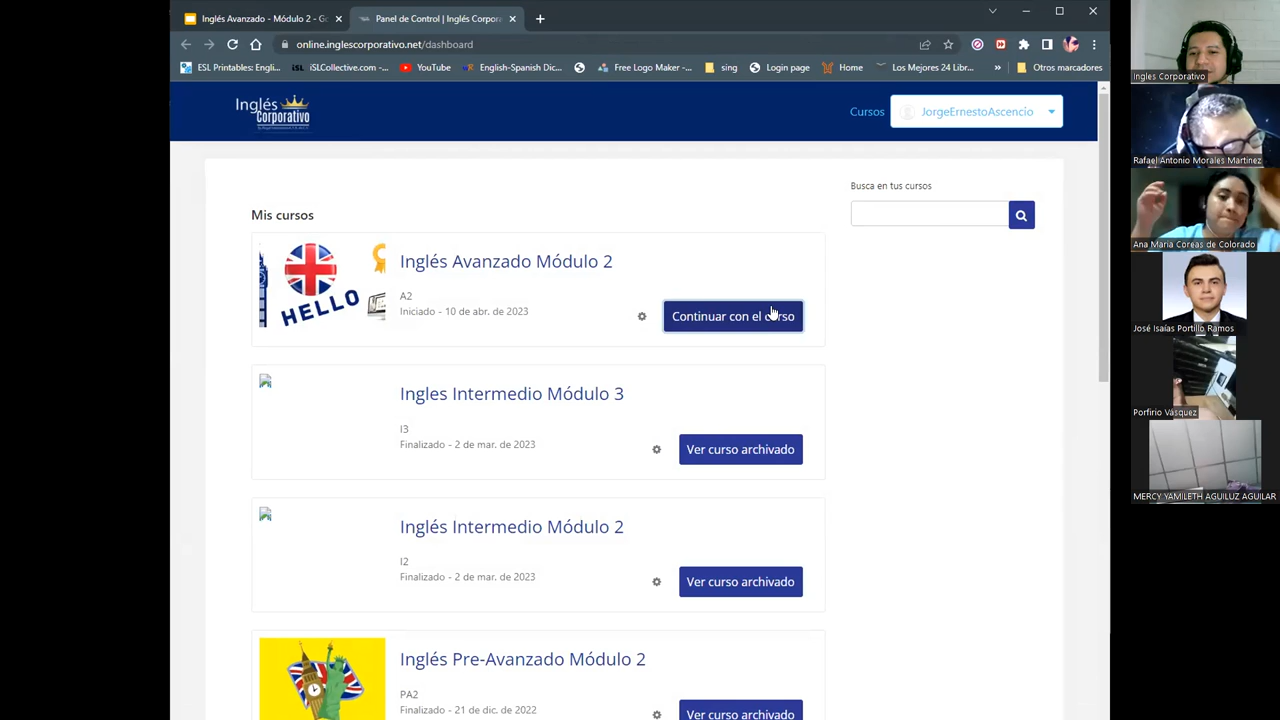 Inglés Avanzado - Módulo 2 - Go
Panel de Control | Inglés Corpora
online.inglescorporativo.net/dashboard
ESL Printables: Engli...
iSL iSLCollective.com -...
YouTube
English-Spanish Dic...
Free Logo Maker -...
sing
Login page
Home
Los Mejores 24 Libr...
»
Otros marcadores
Inglés
Corporativo
Cursos
JorgeErnestoAscencio
Busca en tus cursos
Mis cursos
HELLO
Inglés Avanzado Módulo 2
A2
Iniciado - 10 de abr. de 2023
Continuar con el curso
Ingles Intermedio Módulo 3
I3
Finalizado - 2 de mar. de 2023
Ver curso archivado
Inglés Intermedio Módulo 2
I2
Finalizado - 2 de mar. de 2023
Ver curso archivado
Inglés Pre-Avanzado Módulo 2
PA2
Finalizado - 21 de dic. de 2022
Ver curso archivado
Ingles Corporativo
Rafael Antonio Morales Martinez
Ana Maria Coreas de Colorado
José Isaías Portillo Ramos
Porfirio Vásquez
MERCY YAMILETH AGUILUZ AGUILAR